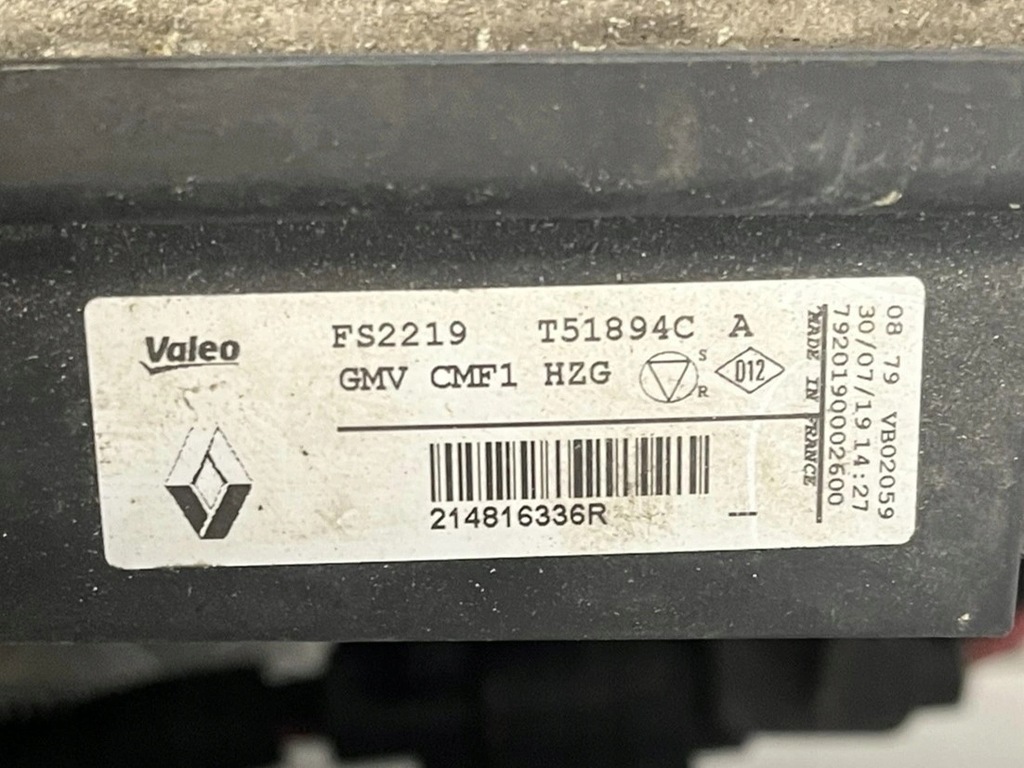 Valeo
FS2219 T51894C A
GMV CMF1 HZG
S
R
D12
214816336R
---
MADE IN FRANCE
7920190002600
30/07/19 14:27
08 79 VB02059